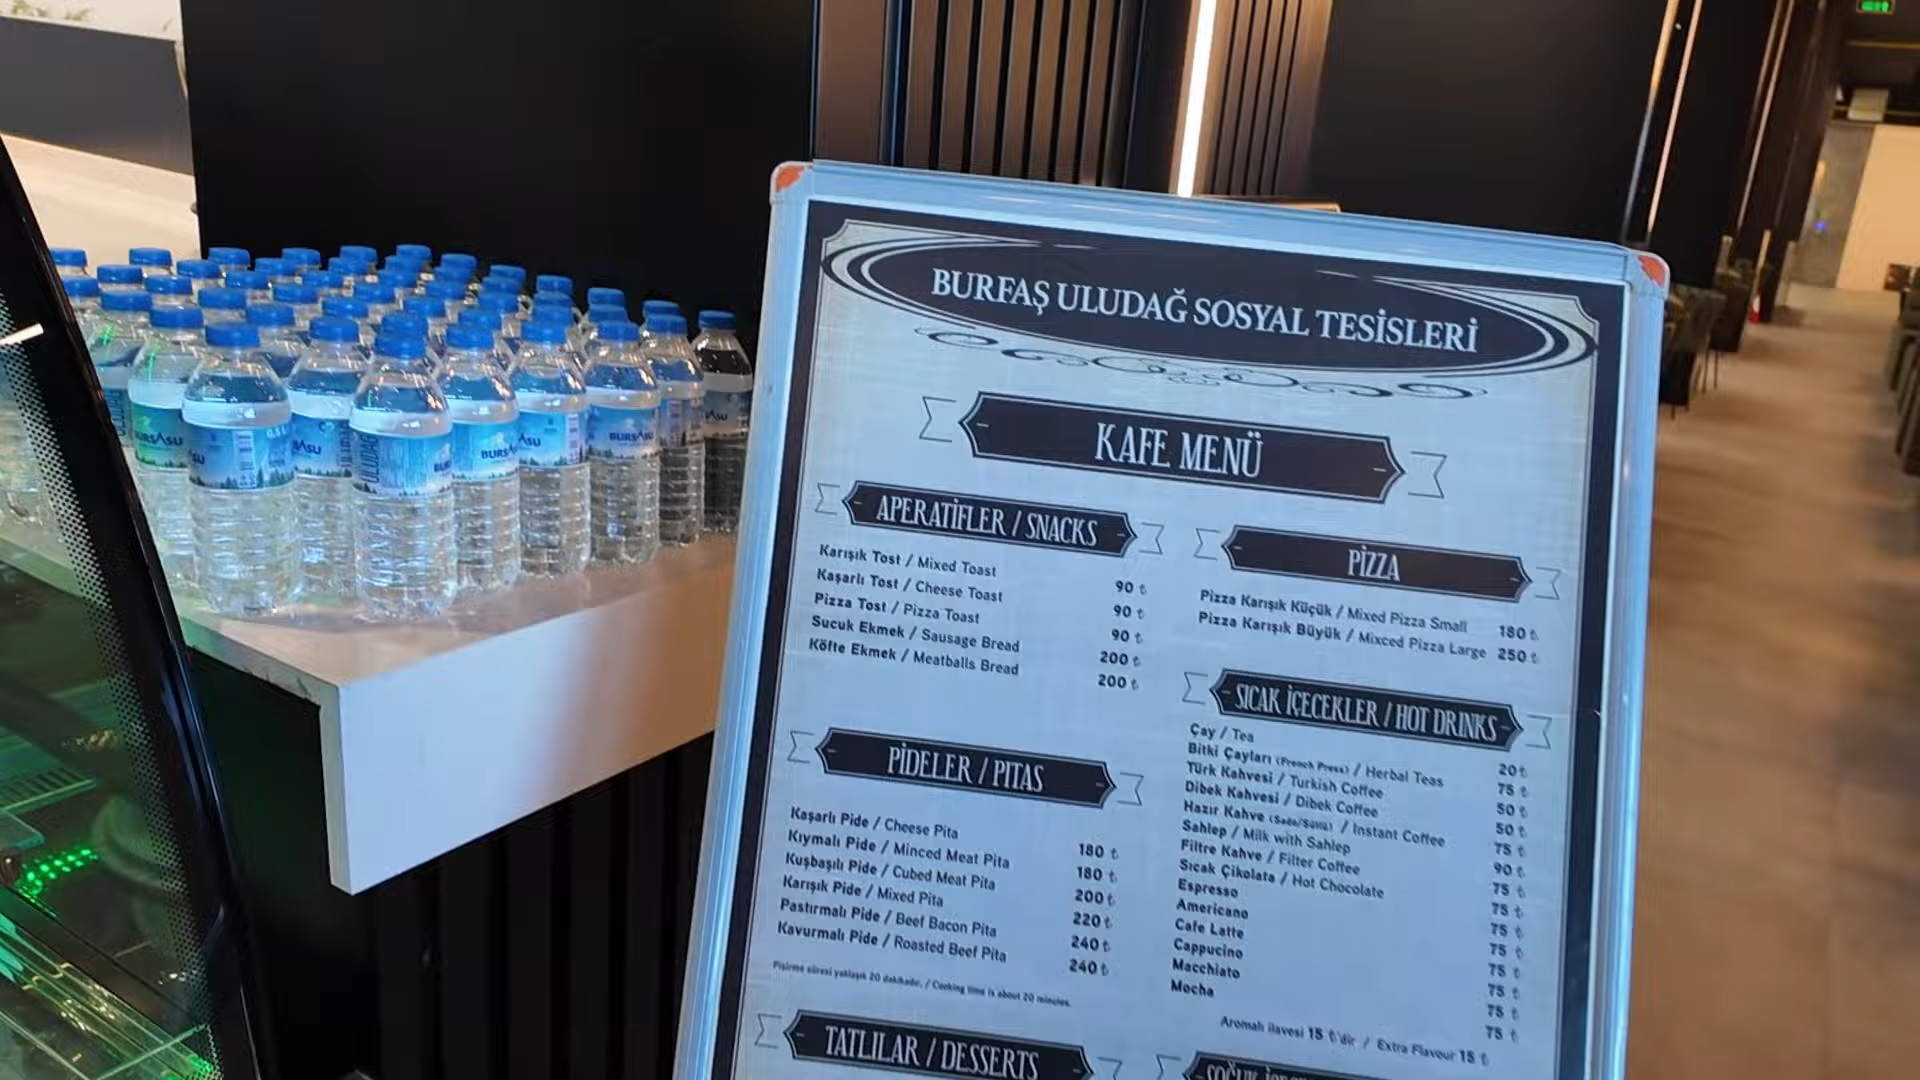 BURFAŞ ULUDAĞ SOSYAL TESİSLERİ
KAFE MENÜ
APERATİFLER / SNACKS
Karışık Tost / Mixed Toast 90 ₺
Kaşarlı Tost / Cheese Toast 90 ₺
Pizza Tost / Pizza Toast 90 ₺
Sucuk Ekmek / Sausage Bread 200 ₺
Köfte Ekmek / Meatballs Bread 200 ₺
PİDELER / PITAS
Kaşarlı Pide / Cheese Pita 180 ₺
Kıymalı Pide / Minced Meat Pita 180 ₺
Kuşbaşılı Pide / Cubed Meat Pita 200 ₺
Karışık Pide / Mixed Pita 220 ₺
Pastırmalı Pide / Beef Bacon Pita 240 ₺
Kavurmalı Pide / Roasted Beef Pita 240 ₺
Pişirme süresi yaklaşık 20 dakikadır. / Cooking time is about 20 minutes.
TATLILAR / DESSERTS
PİZZA
Pizza Karışık Küçük / Mixed Pizza Small 180 ₺
Pizza Karışık Büyük / Mixced Pizza Large 250 ₺
SICAK İÇECEKLER / HOT DRINKS
Çay / Tea 20 ₺
Bitki Çayları (French Press) / Herbal Teas 75 ₺
Türk Kahvesi / Turkish Coffee 50 ₺
Dibek Kahvesi / Dibek Coffee 50 ₺
Hazır Kahve (Sade/Sütlü) / Instant Coffee 75 ₺
Sahlep / Milk with Sahlep 90 ₺
Filtre Kahve / Filter Coffee 75 ₺
Sıcak Çikolata / Hot Chocolate 75 ₺
Espresso 75 ₺
Americano 75 ₺
Cafe Latte 75 ₺
Cappucino 75 ₺
Macchiato 75 ₺
Mocha 75 ₺
Aromalı ilavesi 15 ₺'dir / Extra Flavour 15 ₺
BURSASU
BURSASU
BURSASU
ULUDAĞ